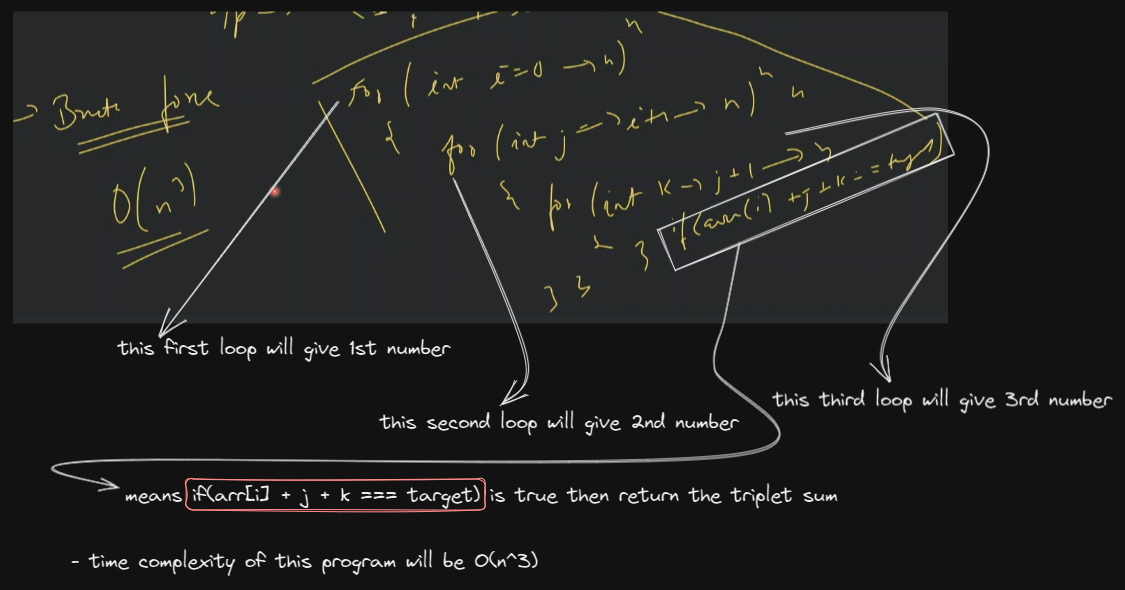 for ( int i=0 → n) n
→ Brute force
{ for (int j → i+1 → n) n n
O(n³)
{ for (int k → j+1 → n
{ } if(arr(i) + j + k == target)
} }
this first loop will give 1st number
this third loop will give 3rd number
this second loop will give 2nd number
means if(arr[i] + j + k === target) is true then return the triplet sum
- time complexity of this program will be O(n^3)